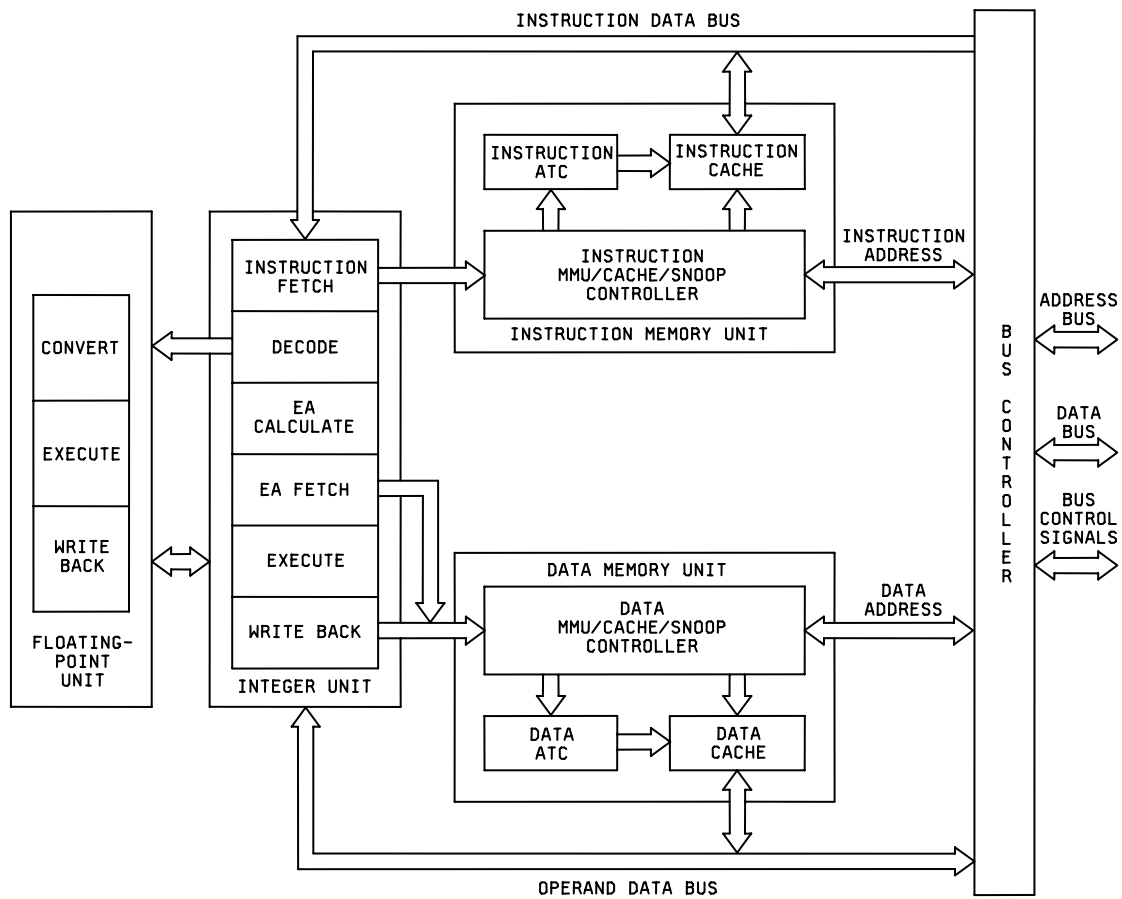 INSTRUCTION DATA BUS
INSTRUCTION
ATC
INSTRUCTION
CACHE
INSTRUCTION
MMU/CACHE/SNOOP
CONTROLLER
INSTRUCTION MEMORY UNIT
INSTRUCTION
ADDRESS
INSTRUCTION
FETCH
DECODE
EA
CALCULATE
EA FETCH
EXECUTE
WRITE BACK
INTEGER UNIT
CONVERT
EXECUTE
WRITE
BACK
FLOATING-
POINT
UNIT
DATA MEMORY UNIT
DATA
MMU/CACHE/SNOOP
CONTROLLER
DATA
ATC
DATA
CACHE
DATA
ADDRESS
OPERAND DATA BUS
BUS CONTROLLER
ADDRESS
BUS
DATA
BUS
BUS
CONTROL
SIGNALS